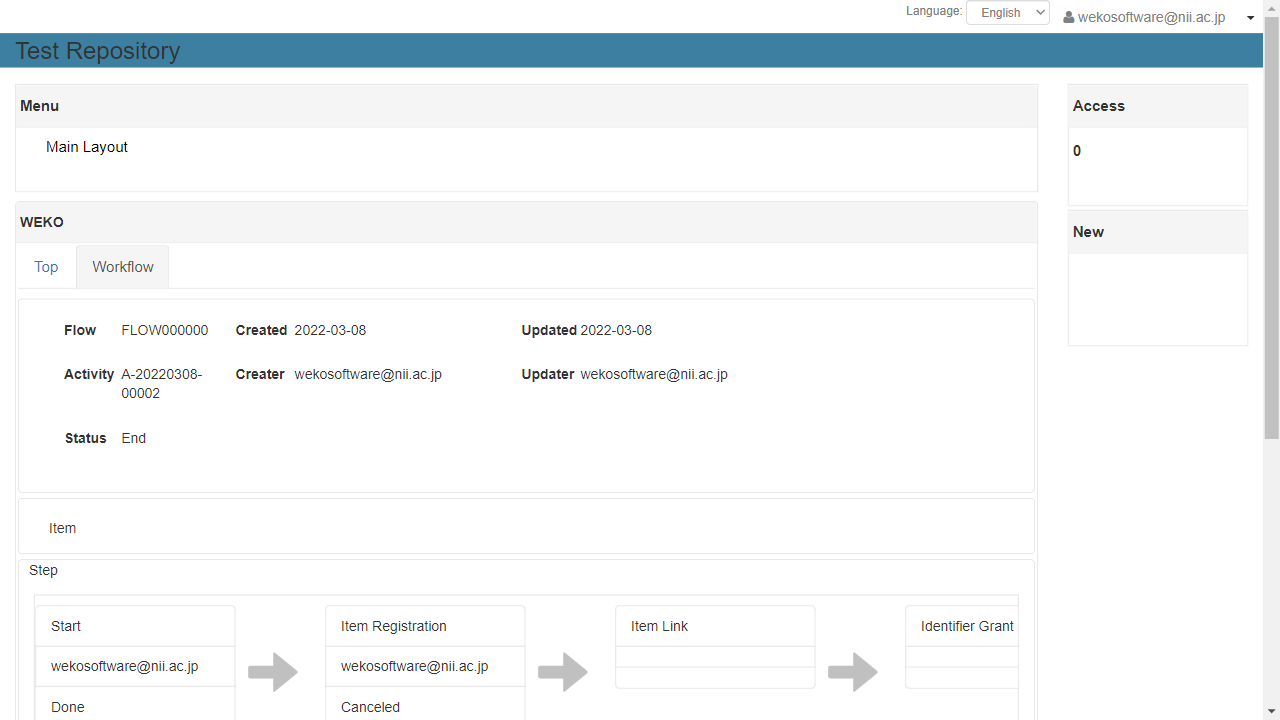 Language: English wekosoftware@nii.ac.jp
Test Repository
Menu
Main Layout
Access
0
New
WEKO
Top Workflow
Flow FLOW000000 Created 2022-03-08 Updated 2022-03-08
Activity A-20220308-
00002 Creater wekosoftware@nii.ac.jp Updater wekosoftware@nii.ac.jp
Status End
Item
Step
Start Item Registration Item Link Identifier Grant
wekosoftware@nii.ac.jp wekosoftware@nii.ac.jp
Done Canceled